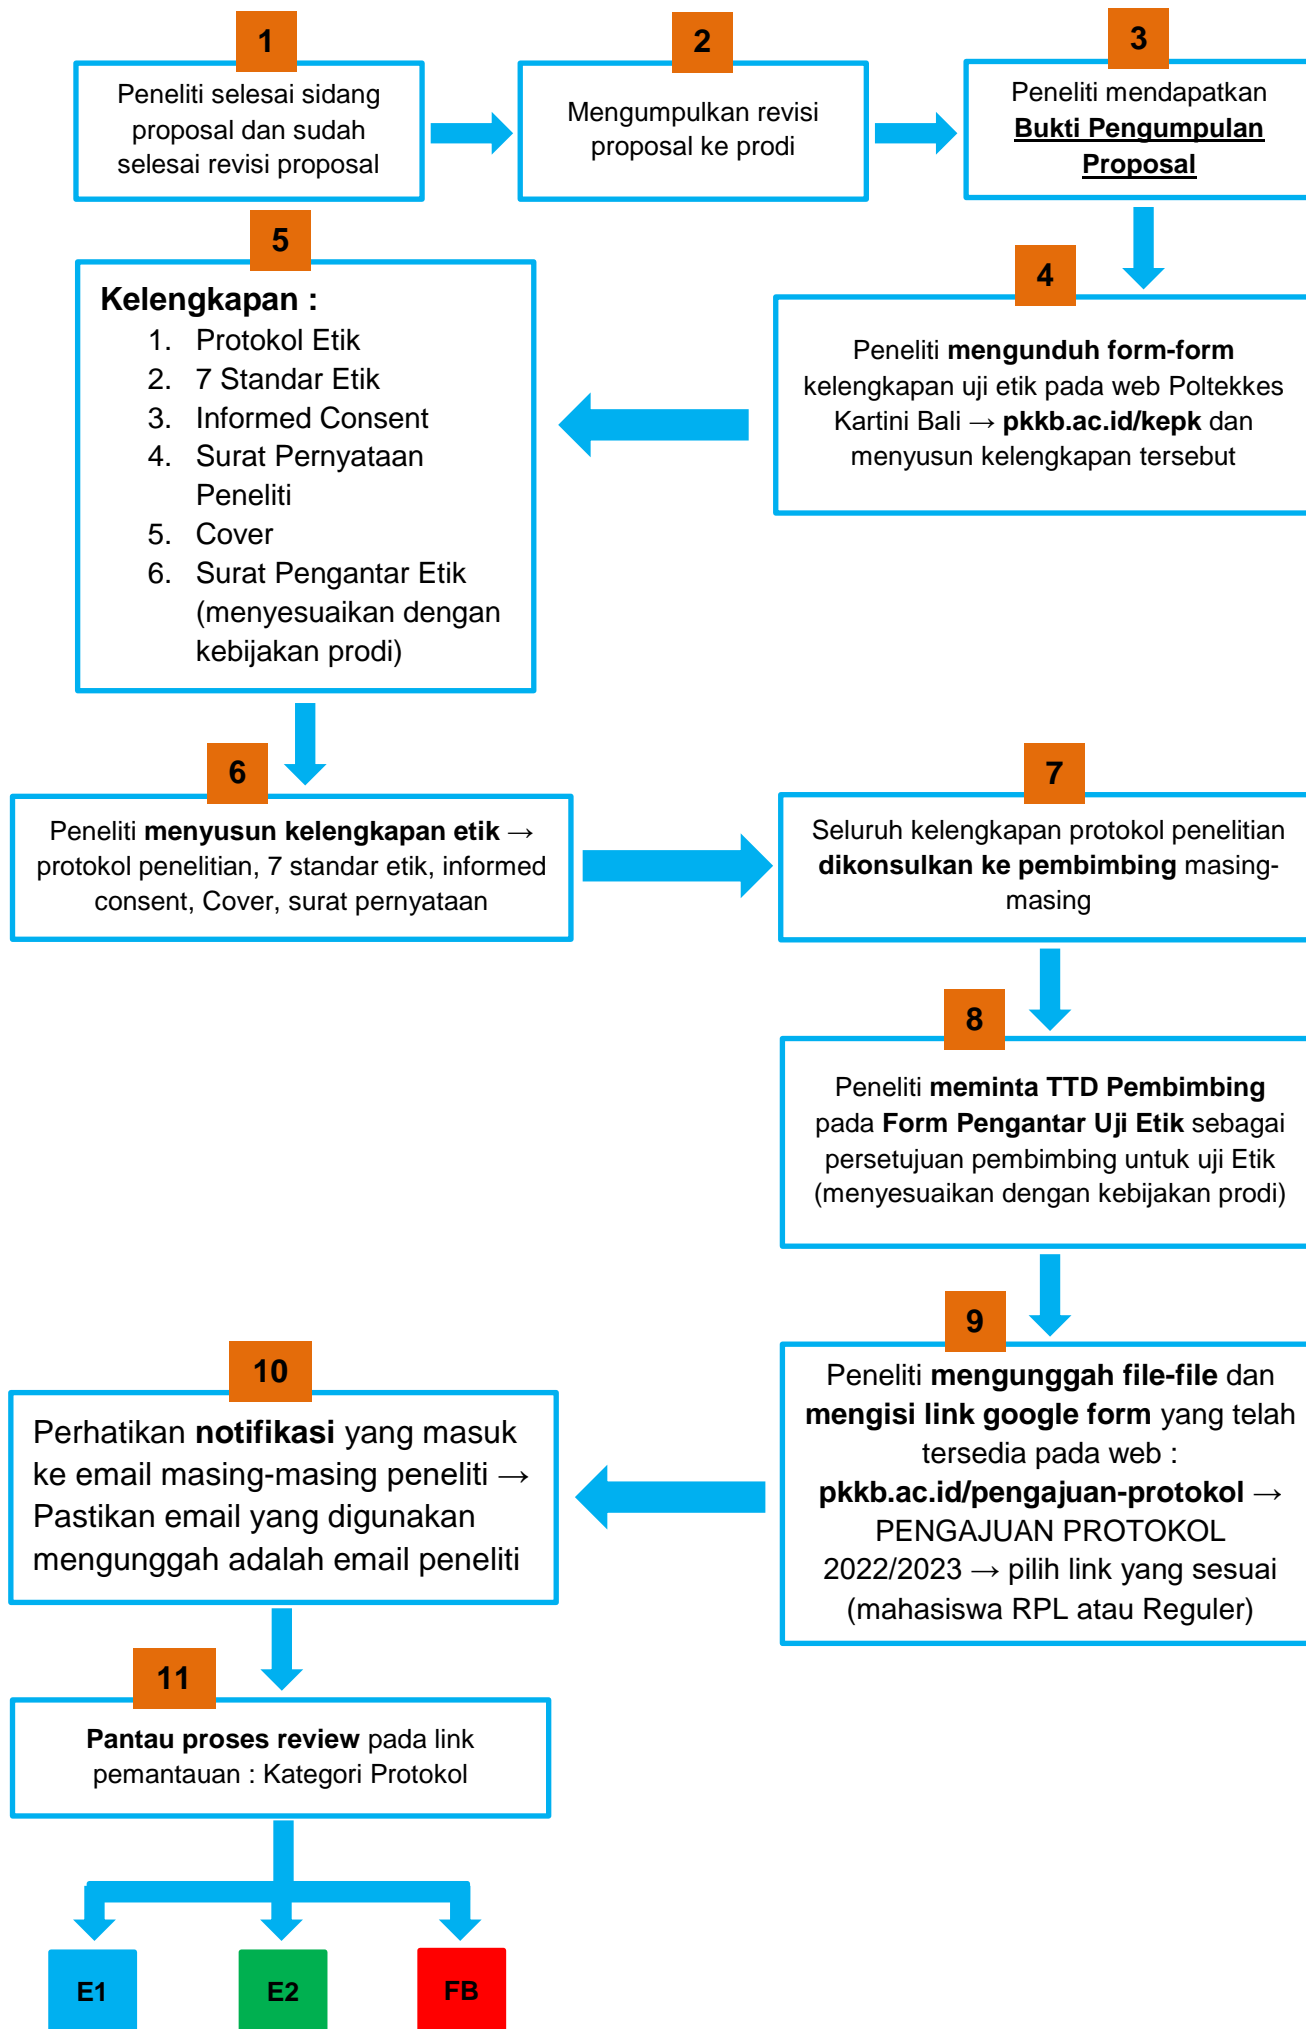 1
Peneliti selesai sidang
proposal dan sudah
selesai revisi proposal
2
Mengumpulkan revisi
proposal ke prodi
3
Peneliti mendapatkan
Bukti Pengumpulan
Proposal
4
Peneliti mengunduh form-form
kelengkapan uji etik pada web Poltekkes
Kartini Bali → pkkb.ac.id/kepk dan
menyusun kelengkapan tersebut
5
Kelengkapan :
1. Protokol Etik
2. 7 Standar Etik
3. Informed Consent
4. Surat Pernyataan
Peneliti
5. Cover
6. Surat Pengantar Etik
(menyesuaikan dengan
kebijakan prodi)
6
Peneliti menyusun kelengkapan etik →
protokol penelitian, 7 standar etik, informed
consent, Cover, surat pernyataan
7
Seluruh kelengkapan protokol penelitian
dikonsulkan ke pembimbing masing-
masing
8
Peneliti meminta TTD Pembimbing
pada Form Pengantar Uji Etik sebagai
persetujuan pembimbing untuk uji Etik
(menyesuaikan dengan kebijakan prodi)
9
Peneliti mengunggah file-file dan
mengisi link google form yang telah
tersedia pada web :
pkkb.ac.id/pengajuan-protokol →
PENGAJUAN PROTOKOL
2022/2023 → pilih link yang sesuai
(mahasiswa RPL atau Reguler)
10
Perhatikan notifikasi yang masuk
ke email masing-masing peneliti →
Pastikan email yang digunakan
mengunggah adalah email peneliti
11
Pantau proses review pada link
pemantauan : Kategori Protokol
E1
E2
FB